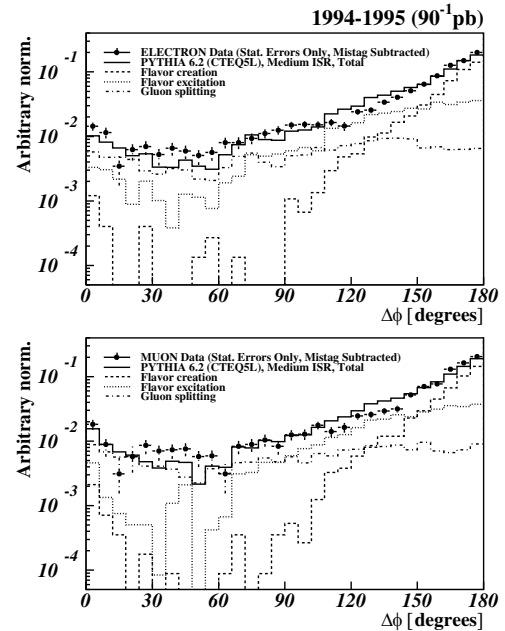 1994-1995 (90⁻¹pb)
Arbitrary norm.
ELECTRON Data (Stat. Errors Only, Mistag Subtracted)
PYTHIA 6.2 (CTEQ5L), Medium ISR, Total
Flavor creation
Flavor excitation
Gluon splitting
10⁻¹
10⁻²
10⁻³
10⁻⁴
0 30 60 90 120 150 180
Δϕ [degrees]
Arbitrary norm.
MUON Data (Stat. Errors Only, Mistag Subtracted)
PYTHIA 6.2 (CTEQ5L), Medium ISR, Total
Flavor creation
Flavor excitation
Gluon splitting
10⁻¹
10⁻²
10⁻³
10⁻⁴
0 30 60 90 120 150 180
Δϕ [degrees]